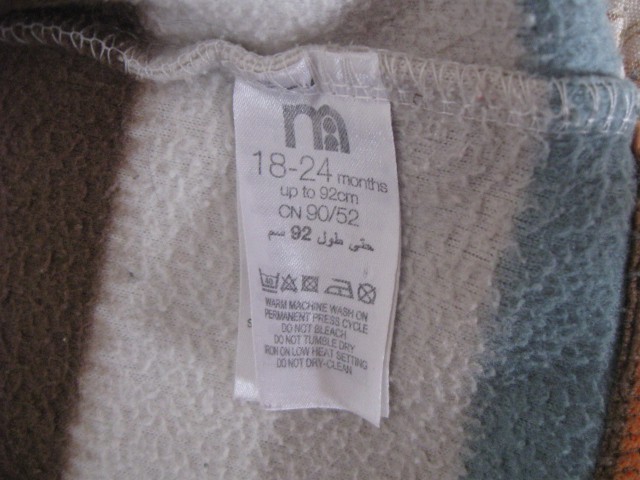 m
18-24 months
up to 92cm
CN 90/52
حتى طول 92 سم
WARM MACHINE WASH ON
PERMANENT PRESS CYCLE
DO NOT BLEACH
DO NOT TUMBLE DRY
IRON ON LOW HEAT SETTING
DO NOT DRY-CLEAN